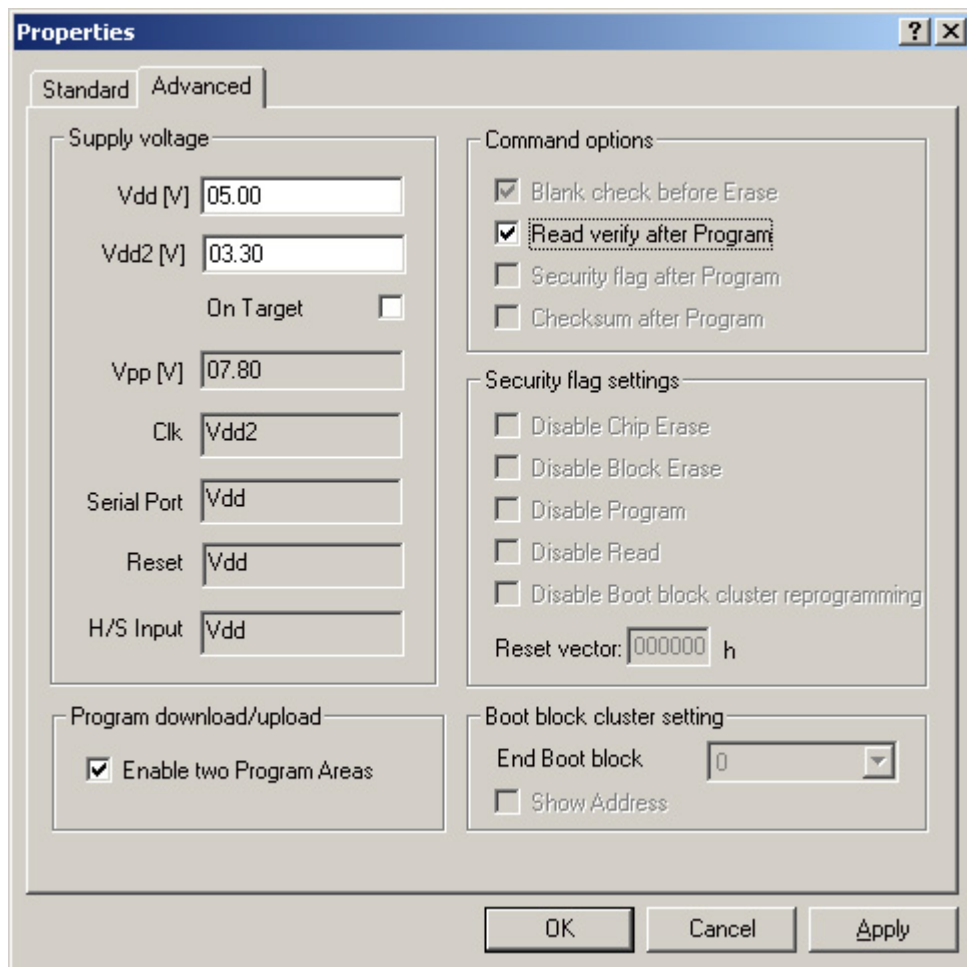 Properties
Standard
Advanced
Supply voltage
Vdd [V] 05.00
Vdd2 [V] 03.30
On Target
Vpp [V] 07.80
Clk Vdd2
Serial Port Vdd
Reset Vdd
H/S Input Vdd
Program download/upload
Enable two Program Areas
Command options
Blank check before Erase
Read verify after Program
Security flag after Program
Checksum after Program
Security flag settings
Disable Chip Erase
Disable Block Erase
Disable Program
Disable Read
Disable Boot block cluster reprogramming
Reset vector: 000000 h
Boot block cluster setting
End Boot block 0
Show Address
OK
Cancel
Apply